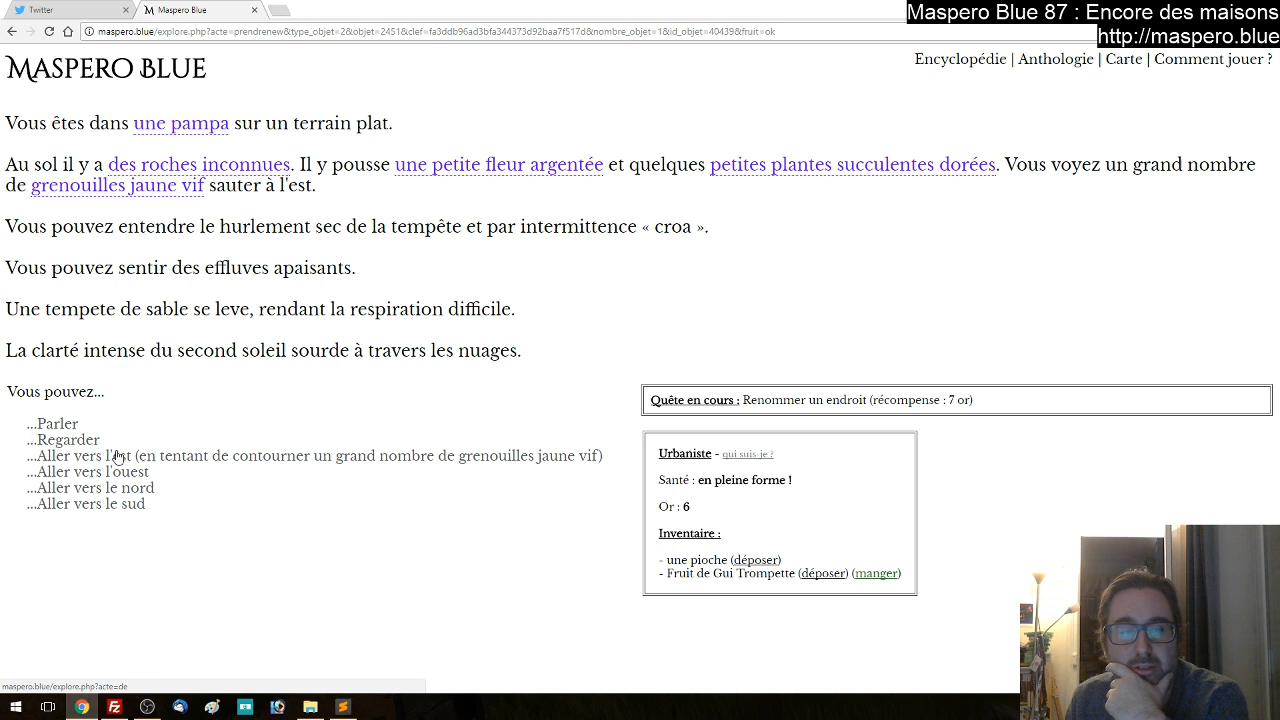 Twitter
Maspero Blue
Maspero Blue 87 : Encore des maisons
http://maspero.blue
maspero.blue/explore.php?acte=prendrenew&type_objet=2&objet=2451&clef=fa3ddb96ad3bfa344373d92baa7f517d&nombre_objet=1&id_objet=40439&fruit=ok
Maspero Blue
Encyclopédie | Anthologie | Carte | Comment jouer ?
Vous êtes dans une pampa sur un terrain plat.
Au sol il y a des roches inconnues. Il y pousse une petite fleur argentée et quelques petites plantes succulentes dorées. Vous voyez un grand nombre
de grenouilles jaune vif sauter à l'est.
Vous pouvez entendre le hurlement sec de la tempête et par intermittence « croa ».
Vous pouvez sentir des effluves apaisants.
Une tempete de sable se leve, rendant la respiration difficile.
La clarté intense du second soleil sourde à travers les nuages.
Vous pouvez...
...Parler
...Regarder
...Aller vers l'est (en tentant de contourner un grand nombre de grenouilles jaune vif)
...Aller vers l'ouest
...Aller vers le nord
...Aller vers le sud
Quête en cours : Renommer un endroit (récompense : 7 or)
Urbaniste - qui suis-je ?
Santé : en pleine forme !
Or : 6
Inventaire :
- une pioche (déposer)
- Fruit de Gui Trompette (déposer) (manger)
maspero.blue/explore.php?acte=de